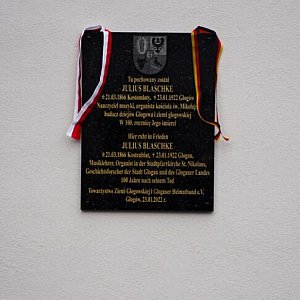 Tu pochowany został
JULIUS BLASCHKE
✩ 21.03.1866 Kostomłoty, † 23.01.1922 Głogów
Nauczyciel muzyki, organista kościoła św. Mikołaja
badacz dziejów Głogowa i ziemi głogowskiej
W 100. rocznicę Jego śmierci
Hier ruht in Frieden
JULIUS BLASCHKE
✩ 21.03.1866 Kostenblut, † 23.01.1922 Glogau,
Musiklehrer, Organist in der Stadtpfarrkirche St. Nikolaus,
Geschichtsforscher der Stadt Glogau und des Glogauer Landes
100 Jahre nach seinem Tod
Towarzystwo Ziemi Głogowskiej i Glogauer Heimatbund e.V.
Głogów, 23.01.2022 r.